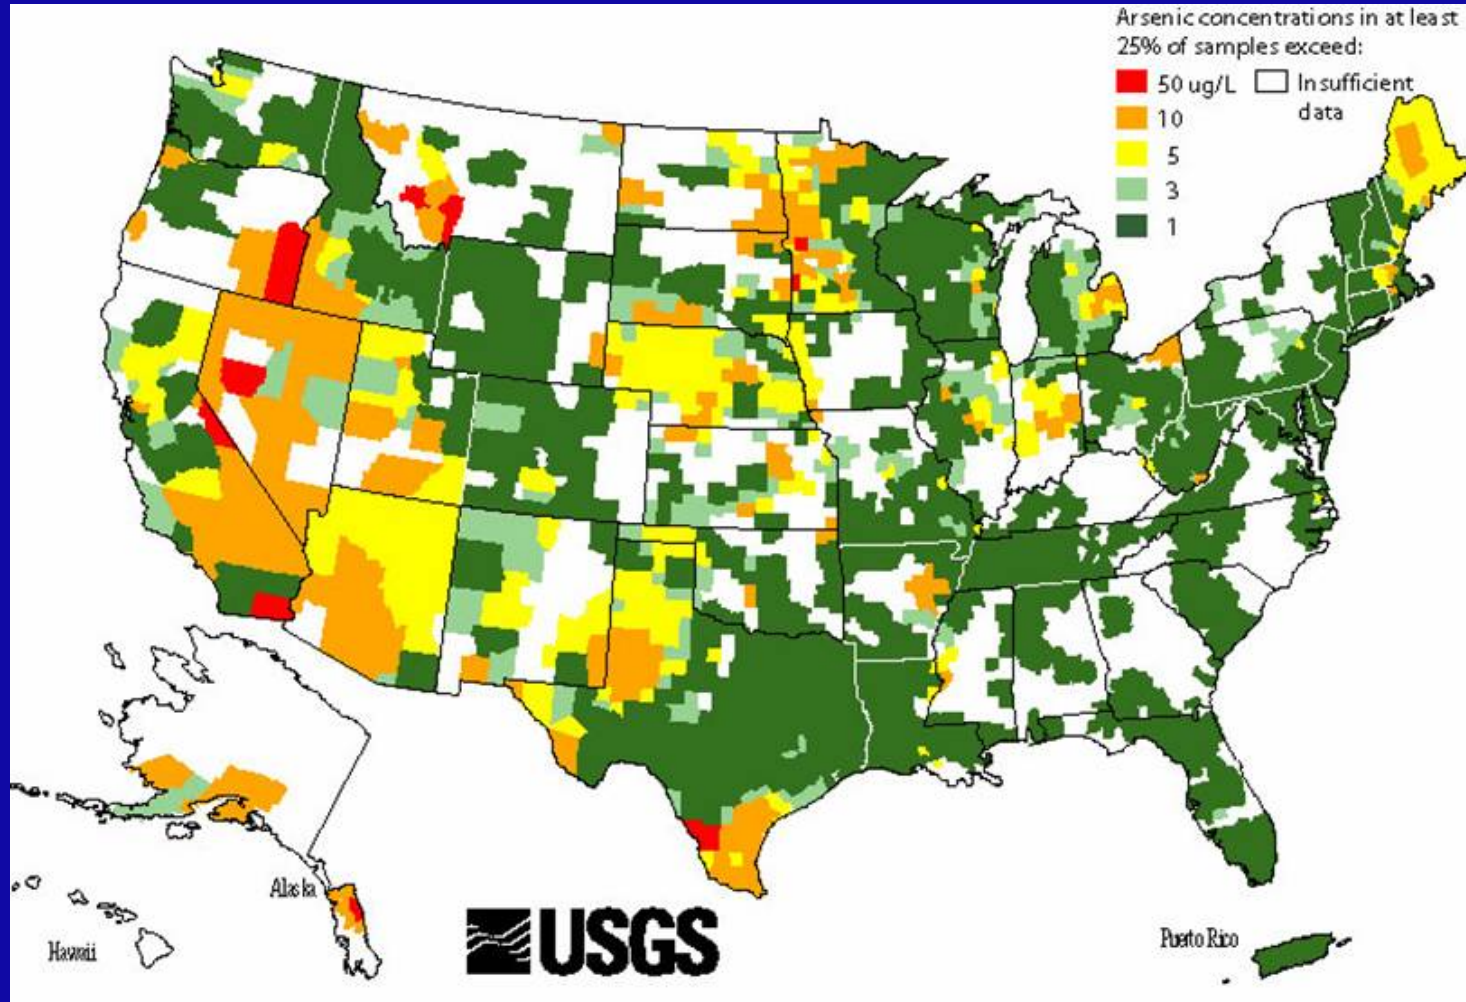 Arsenic concentrations in at least
25% of samples exceed:
50 ug/L Insufficient
data
10
5
3
1
Alaska
Hawaii
USGS
Puerto Rico